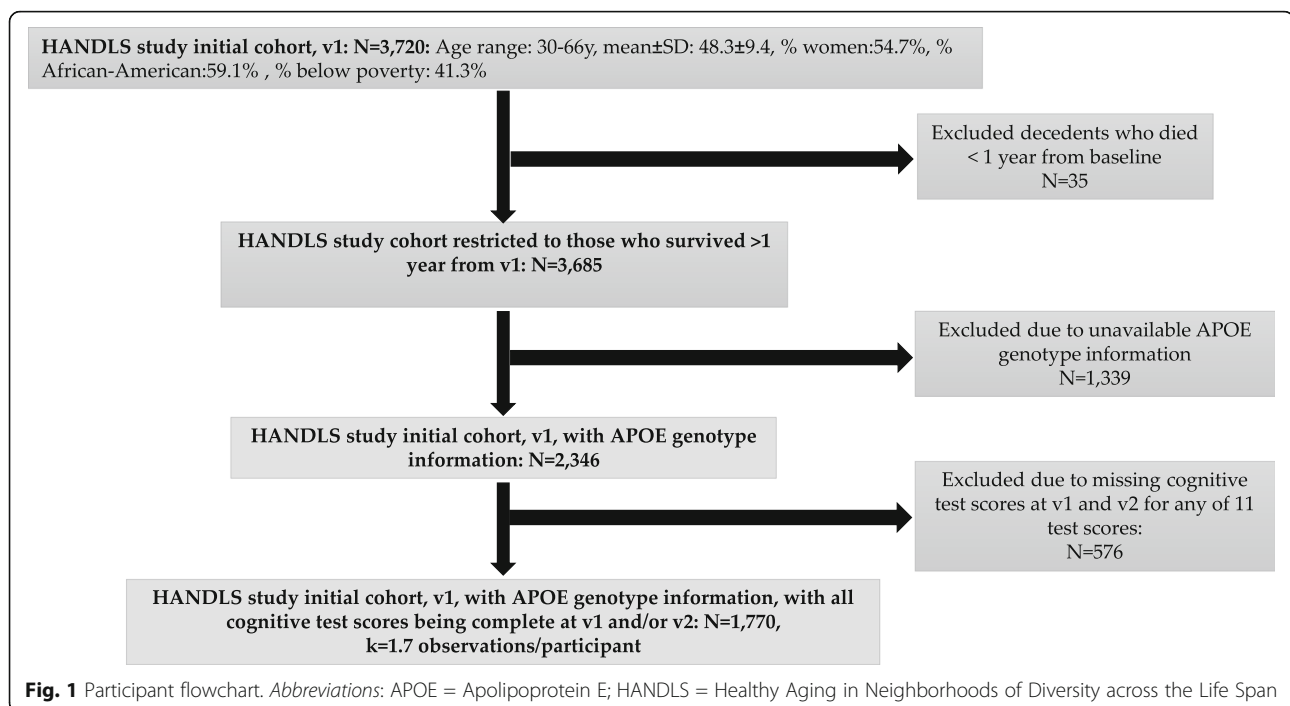 HANDLS study initial cohort, v1: N=3,720: Age range: 30-66y, mean±SD: 48.3±9.4, % women:54.7%, %
African-American:59.1% , % below poverty: 41.3%
Excluded decedents who died
< 1 year from baseline
N=35
HANDLS study cohort restricted to those who survived >1
year from v1: N=3,685
Excluded due to unavailable APOE
genotype information
N=1,339
HANDLS study initial cohort, v1, with APOE genotype
information: N=2,346
Excluded due to missing cognitive
test scores at v1 and v2 for any of 11
test scores:
N=576
HANDLS study initial cohort, v1, with APOE genotype information, with all
cognitive test scores being complete at v1 and/or v2: N=1,770,
k=1.7 observations/participant
Fig. 1 Participant flowchart. Abbreviations: APOE = Apolipoprotein E; HANDLS = Healthy Aging in Neighborhoods of Diversity across the Life Span